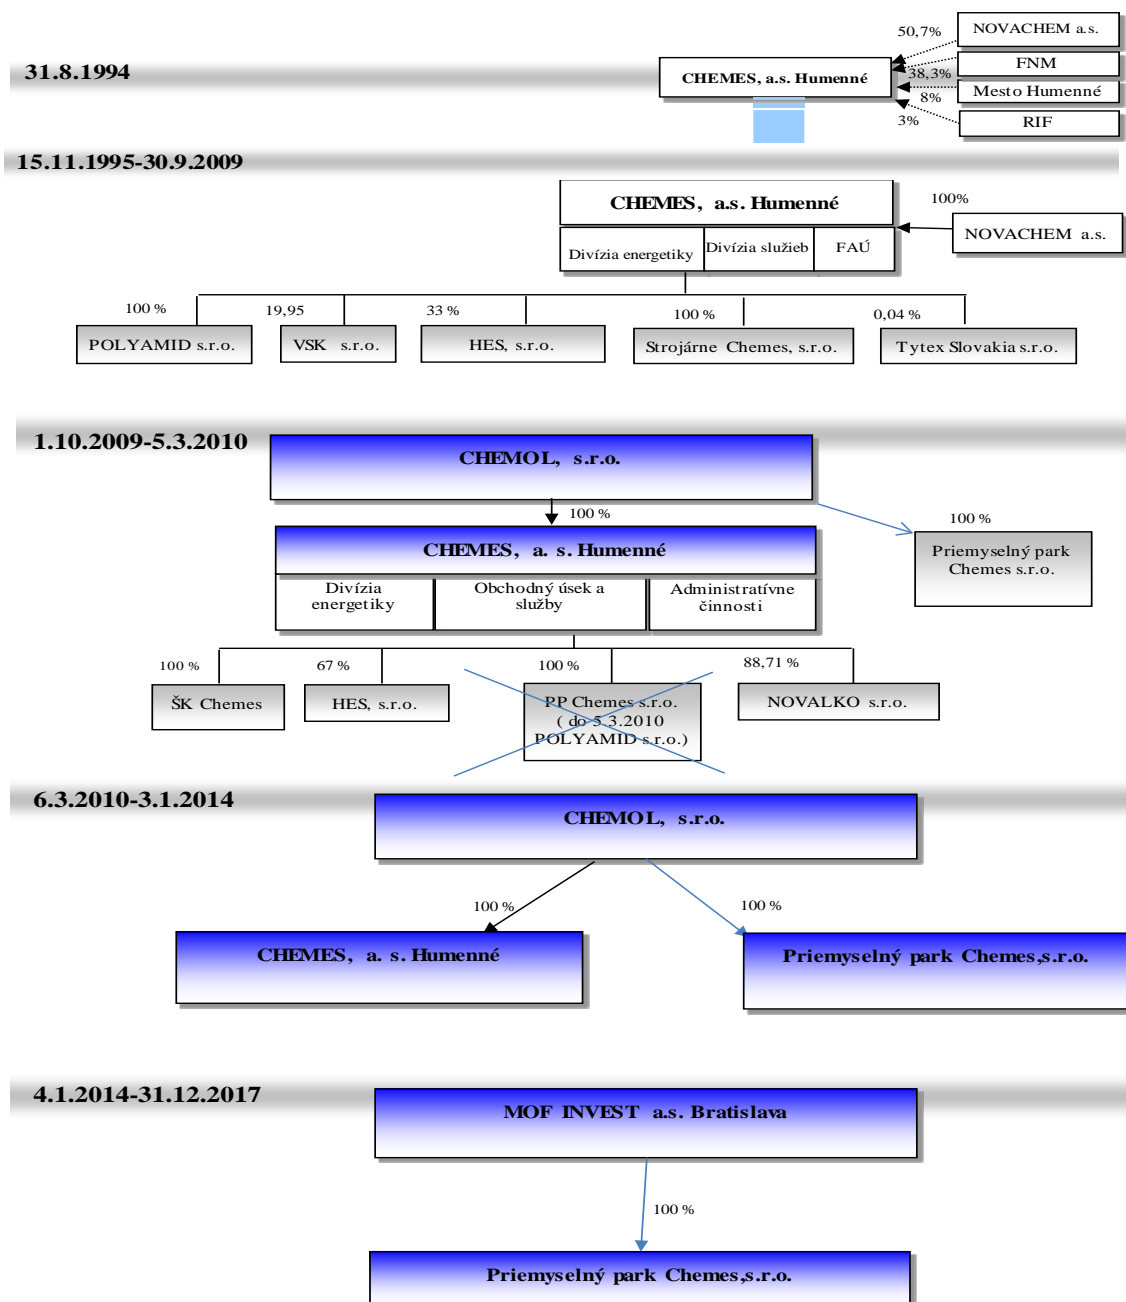 50,7%
NOVACHEM a.s.
31.8.1994
CHEMES, a.s. Humenné
38,3%
FNM
8%
Mesto Humenné
3%
RIF
15.11.1995-30.9.2009
CHEMES, a.s. Humenné
100%
NOVACHEM a.s.
Divízia energetiky
Divízia služieb
FAÚ
100 %
19,95
33 %
100 %
0,04 %
POLYAMID s.r.o.
VSK s.r.o.
HES, s.r.o.
Strojárne Chemes, s.r.o.
Tytex Slovakia s.r.o.
1.10.2009-5.3.2010
CHEMOL, s.r.o.
100 %
100 %
CHEMES, a. s. Humenné
Priemyselný park
Chemes s.r.o.
Divízia
energetiky
Obchodný úsek a
služby
Administratívne
činnosti
100 %
67 %
100 %
88,71 %
ŠK Chemes
HES, s.r.o.
PP Chemes s.r.o.
( do 5.3.2010
POLYAMID s.r.o.)
NOVALKO s.r.o.
6.3.2010-3.1.2014
CHEMOL, s.r.o.
100 %
100 %
CHEMES, a. s. Humenné
Priemyselný park Chemes,s.r.o.
4.1.2014-31.12.2017
MOF INVEST a.s. Bratislava
100 %
Priemyselný park Chemes,s.r.o.